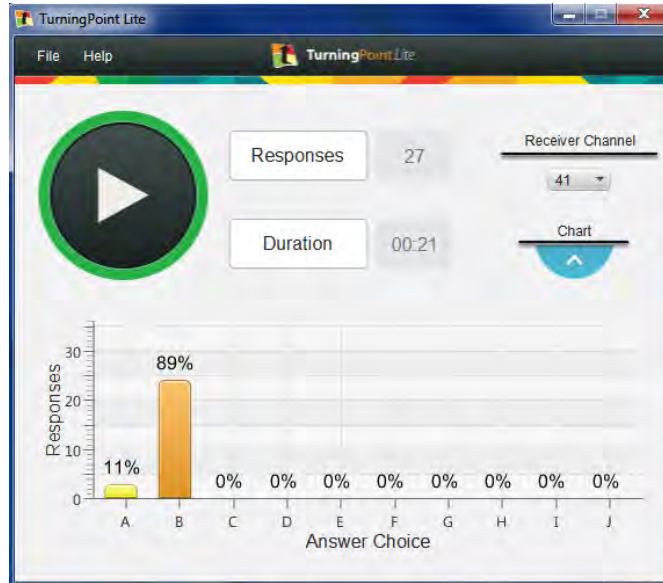 TurningPoint Lite
File Help TurningPoint Lite
Receiver Channel
Responses 27
41
Duration 00:21
Chart
89%
11%
0% 0% 0% 0% 0% 0% 0% 0%
30
20
10
0
Responses
A B C D E F G H I J
Answer Choice